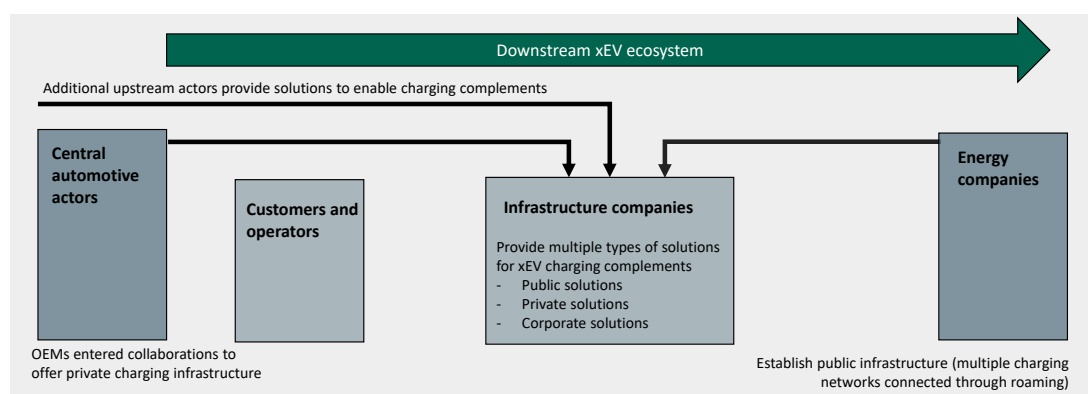 Downstream xEV ecosystem
Additional upstream actors provide solutions to enable charging complements
Central
automotive
actors
Customers and
operators
Infrastructure companies
Provide multiple types of solutions
for xEV charging complements
- Public solutions
- Private solutions
- Corporate solutions
Energy
companies
OEMs entered collaborations to
offer private charging infrastructure
Establish public infrastructure (multiple charging
networks connected through roaming)